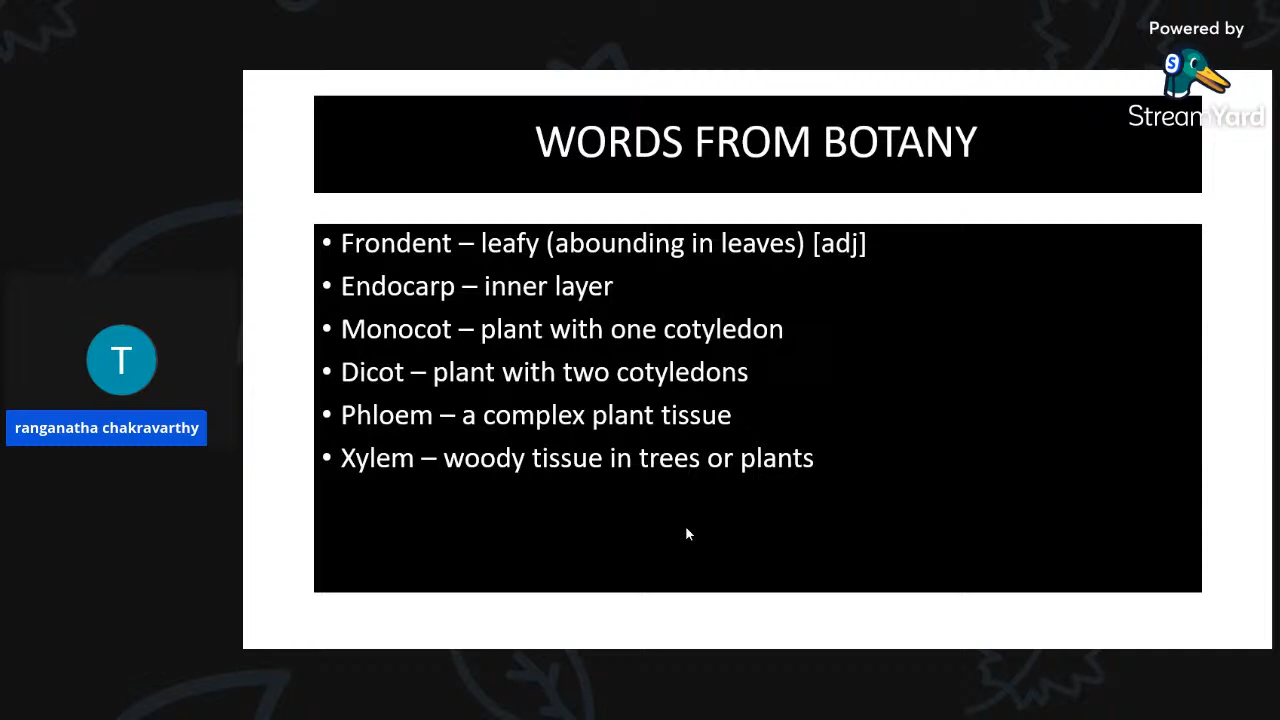 Powered by
StreamYard
WORDS FROM BOTANY
• Frondent – leafy (abounding in leaves) [adj]
• Endocarp – inner layer
• Monocot – plant with one cotyledon
• Dicot – plant with two cotyledons
• Phloem – a complex plant tissue
• Xylem – woody tissue in trees or plants
T
ranganatha chakravarthy